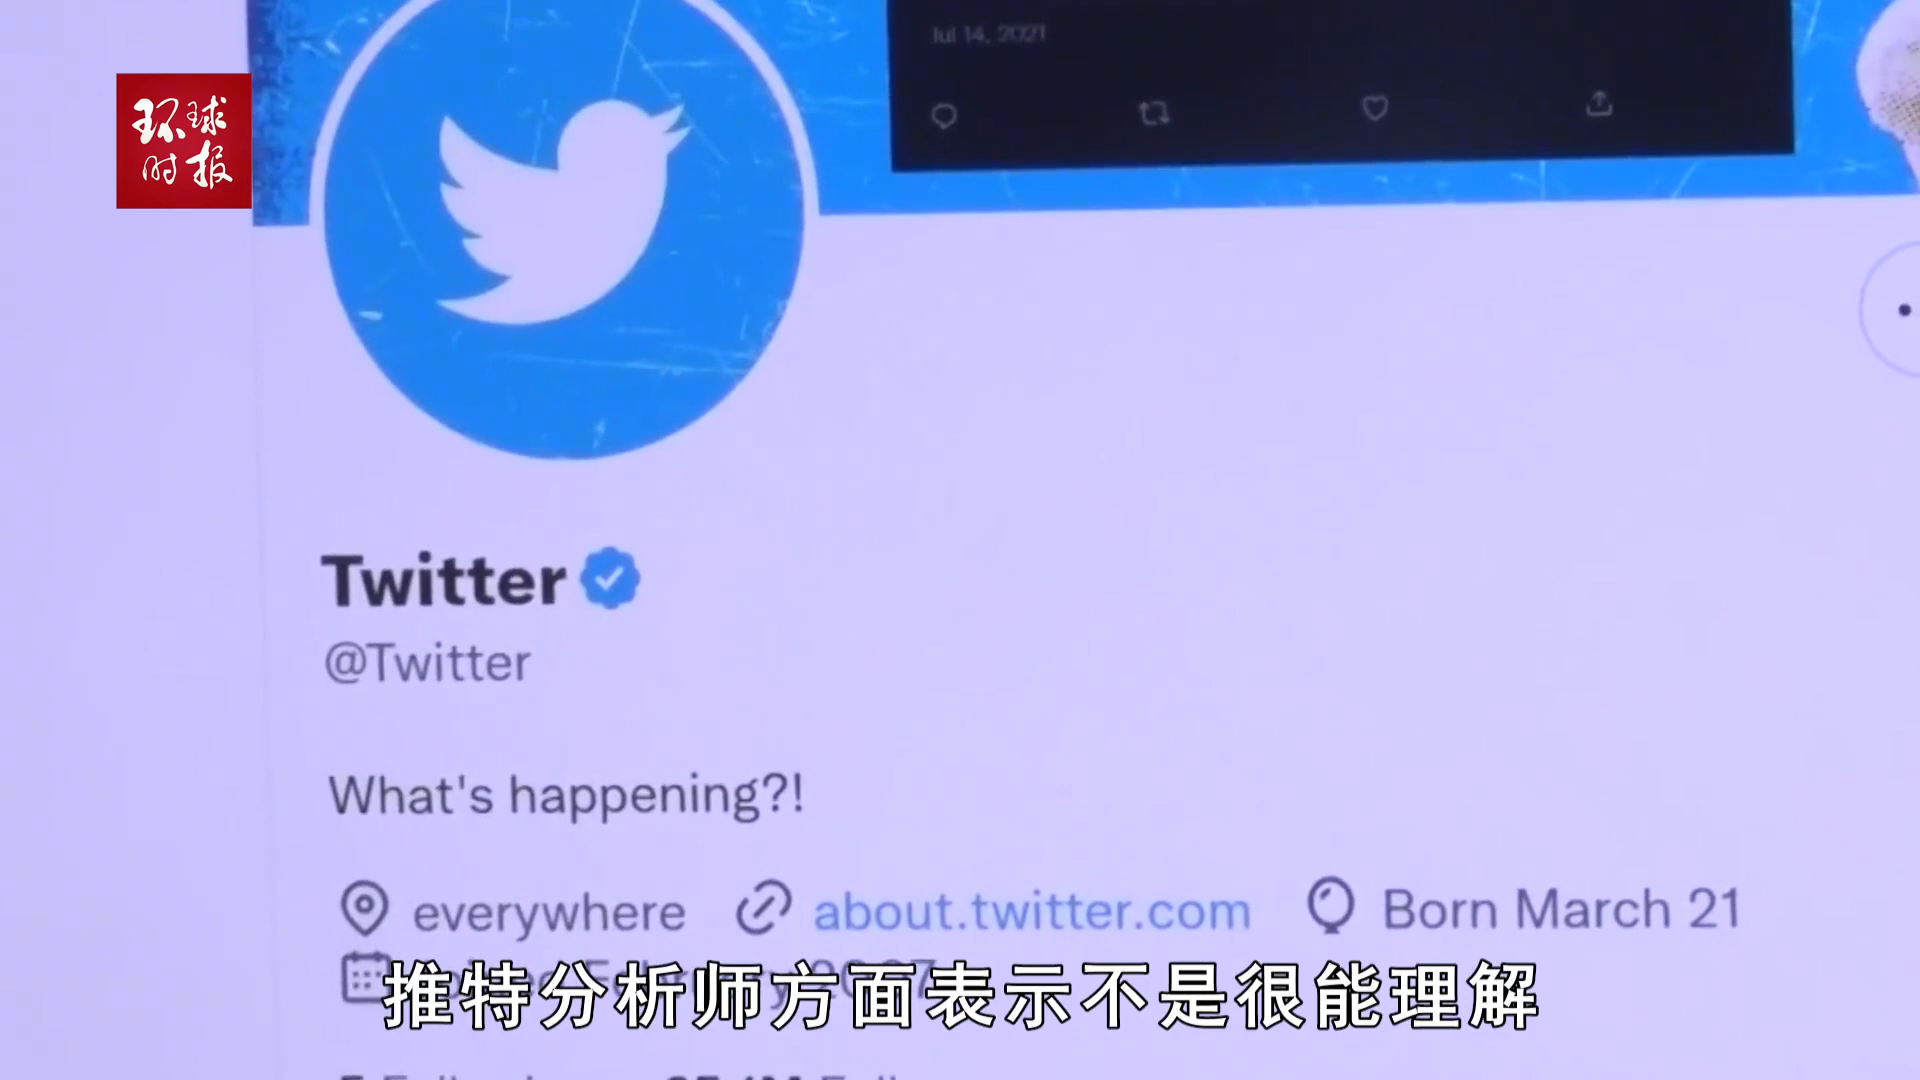 Jul 14, 2021
环球
时报
Twitter
@Twitter
What's happening?!
everywhere about.twitter.com Born March 21
推特分析师方面表示不是很能理解